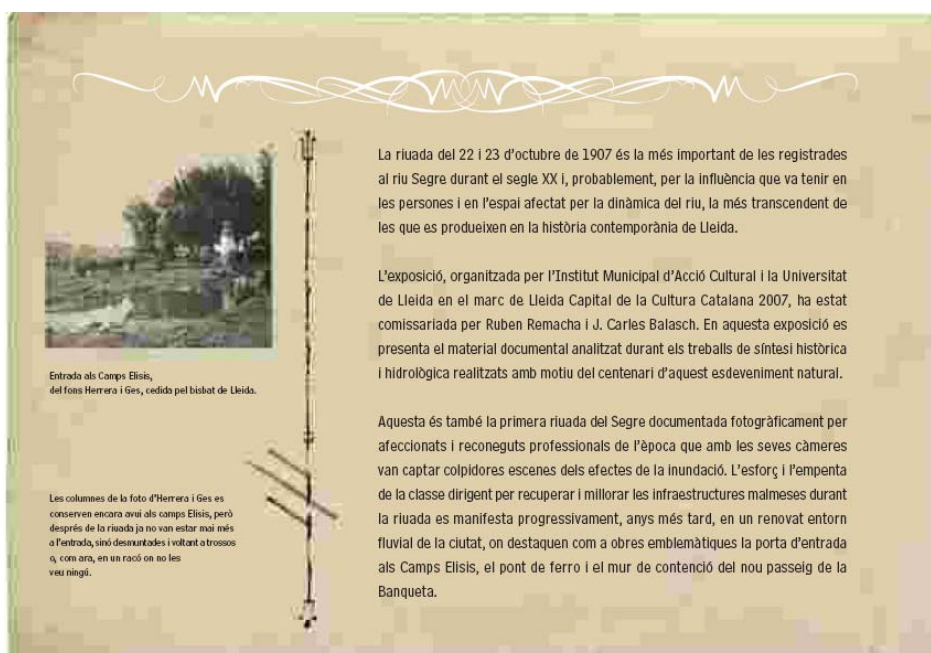 La riuada del 22 i 23 d'octubre de 1907 és la més important de les registrades
al riu Segre durant el segle XX i, probablement, per la influència que va tenir en
les persones i en l'espai afectat per la dinàmica del riu, la més transcendent de
les que es produeixen en la història contemporània de Lleida.
L'exposició, organitzada per l'Institut Municipal d'Acció Cultural i la Universitat
de Lleida en el marc de Lleida Capital de la Cultura Catalana 2007, ha estat
comissariada per Ruben Remacha i J. Carles Balasch. En aquesta exposició es
presenta el material documental analitzat durant els treballs de síntesi històrica
i hidrològica realitzats amb motiu del centenari d'aquest esdeveniment natural.
Aquesta és també la primera riuada del Segre documentada fotogràficament per
afeccionats i reconeguts professionals de l'època que amb les seves càmeres
van captar colpidores escenes dels efectes de la inundació. L'esforç i l'empenta
de la classe dirigent per recuperar i millorar les infraestructures malmeses durant
la riuada es manifesta progressivament, anys més tard, en un renovat entorn
fluvial de la ciutat, on destaquen com a obres emblemàtiques la porta d'entrada
als Camps Elisis, el pont de ferro i el mur de contenció del nou passeig de la
Banqueta.
Entrada als Camps Elisis,
del fons Herrera i Ges, cedida pel bisbat de Lleida.
Les columnes de la foto d'Herrera i Ges es
conserven encara avui als camps Elisis, però
després de la riuada ja no van estar mai més
a l'entrada, sinó desmuntades i voltant a trossos
o, com ara, en un racó on no les
veu ningú.